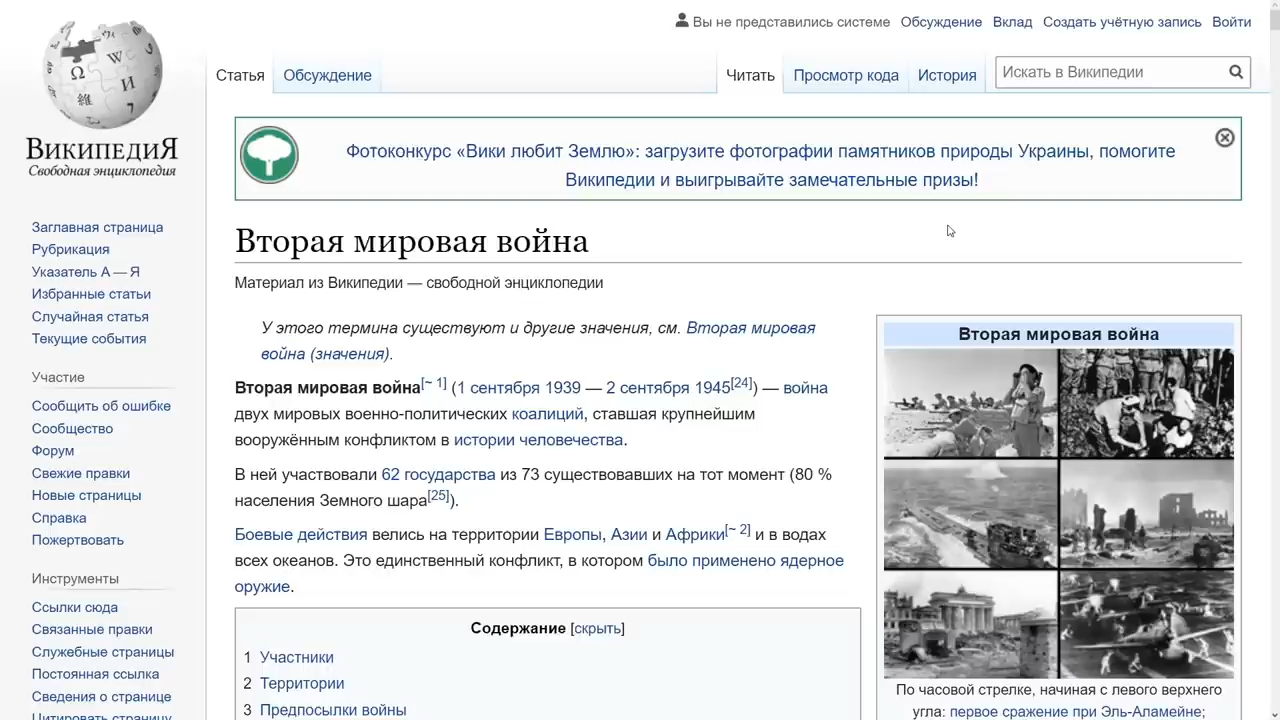 Вы не представились системе Обсуждение Вклад Создать учётную запись Войти
Статья Обсуждение Читать Просмотр кода История Искать в Википедии
ВикипедиЯ
Свободная энциклопедия
Фотоконкурс «Вики любит Землю»: загрузите фотографии памятников природы Украины, помогите
Википедии и выигрывайте замечательные призы!
Заглавная страница
Рубрикация
Указатель А — Я
Избранные статьи
Случайная статья
Текущие события
Участие
Сообщить об ошибке
Сообщество
Форум
Свежие правки
Новые страницы
Справка
Пожертвовать
Инструменты
Ссылки сюда
Связанные правки
Служебные страницы
Постоянная ссылка
Сведения о странице
Цитировать страницу
Вторая мировая война
Материал из Википедии — свободной энциклопедии
У этого термина существуют и другие значения, см. Вторая мировая
война (значения).
Вторая мировая война[~ 1] (1 сентября 1939 — 2 сентября 1945[24]) — война
двух мировых военно-политических коалиций, ставшая крупнейшим
вооружённым конфликтом в истории человечества.
В ней участвовали 62 государства из 73 существовавших на тот момент (80 %
населения Земного шара[25]).
Боевые действия велись на территории Европы, Азии и Африки[~ 2] и в водах
всех океанов. Это единственный конфликт, в котором было применено ядерное
оружие.
Содержание [скрыть]
1 Участники
2 Территории
3 Предпосылки войны
Вторая мировая война
По часовой стрелке, начиная с левого верхнего
угла: первое сражение при Эль-Аламейне;